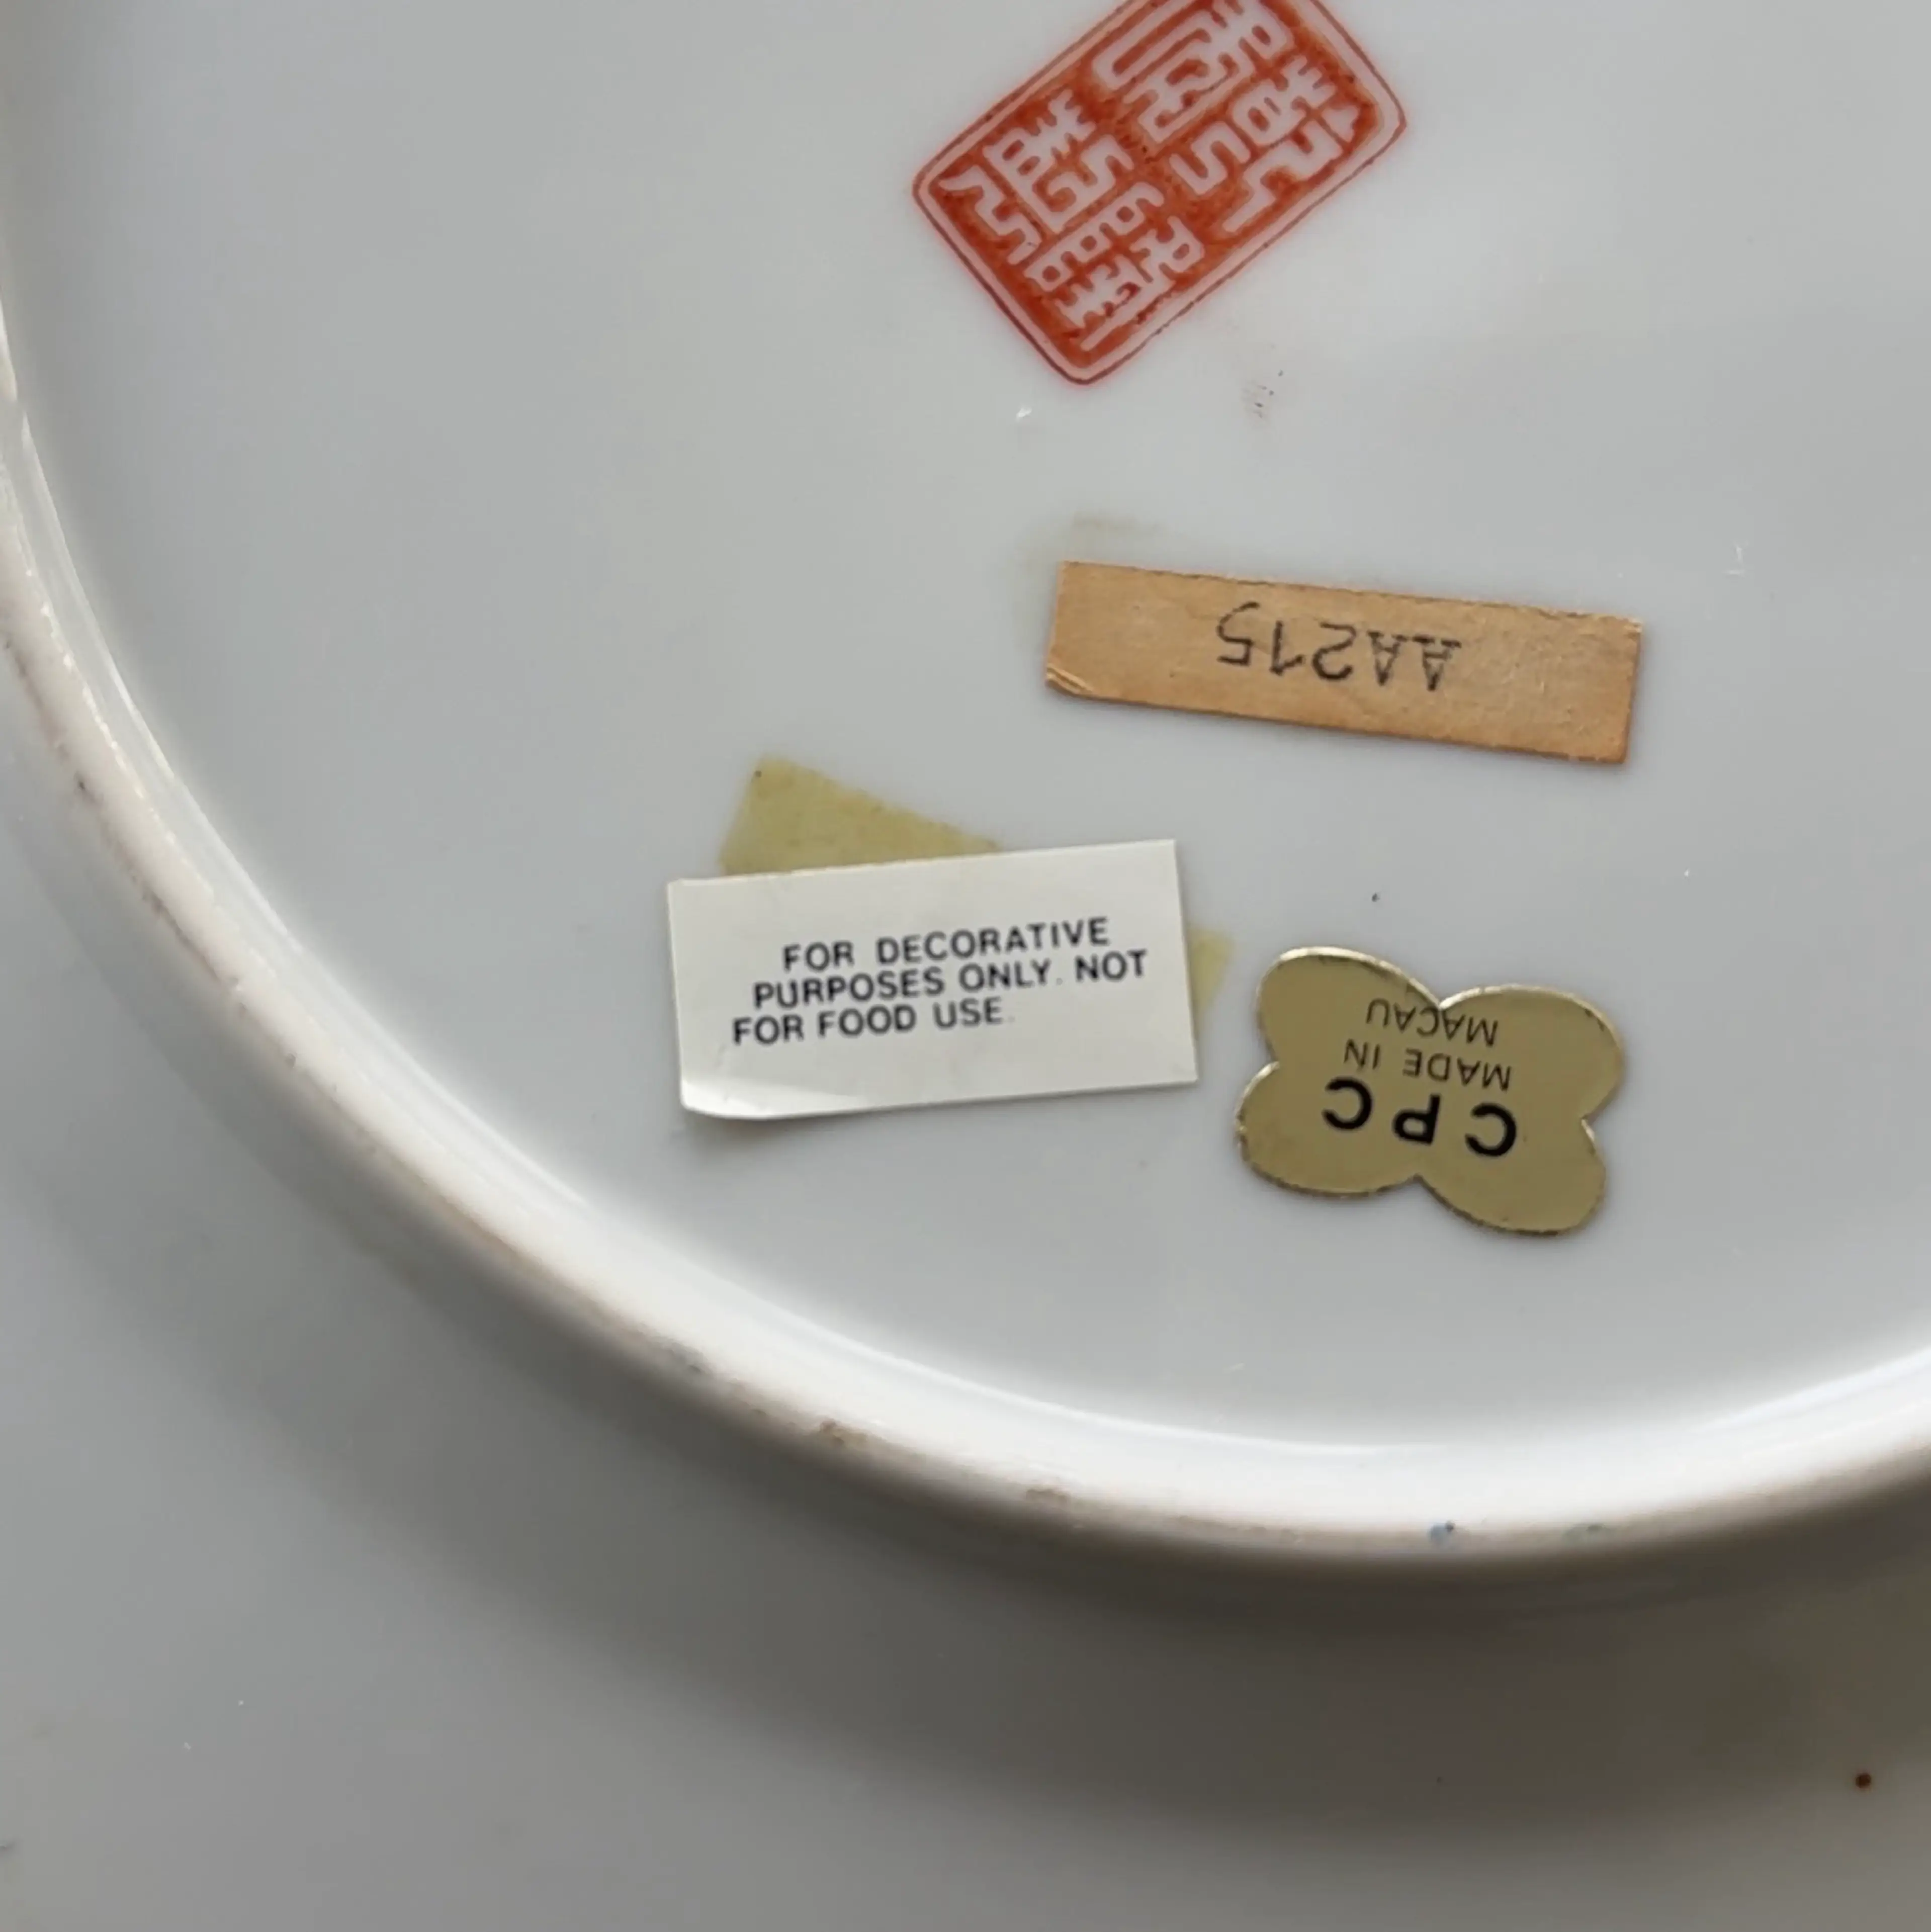 AA215
FOR DECORATIVE
PURPOSES ONLY. NOT
FOR FOOD USE.
CPC
MADE IN
MACAU